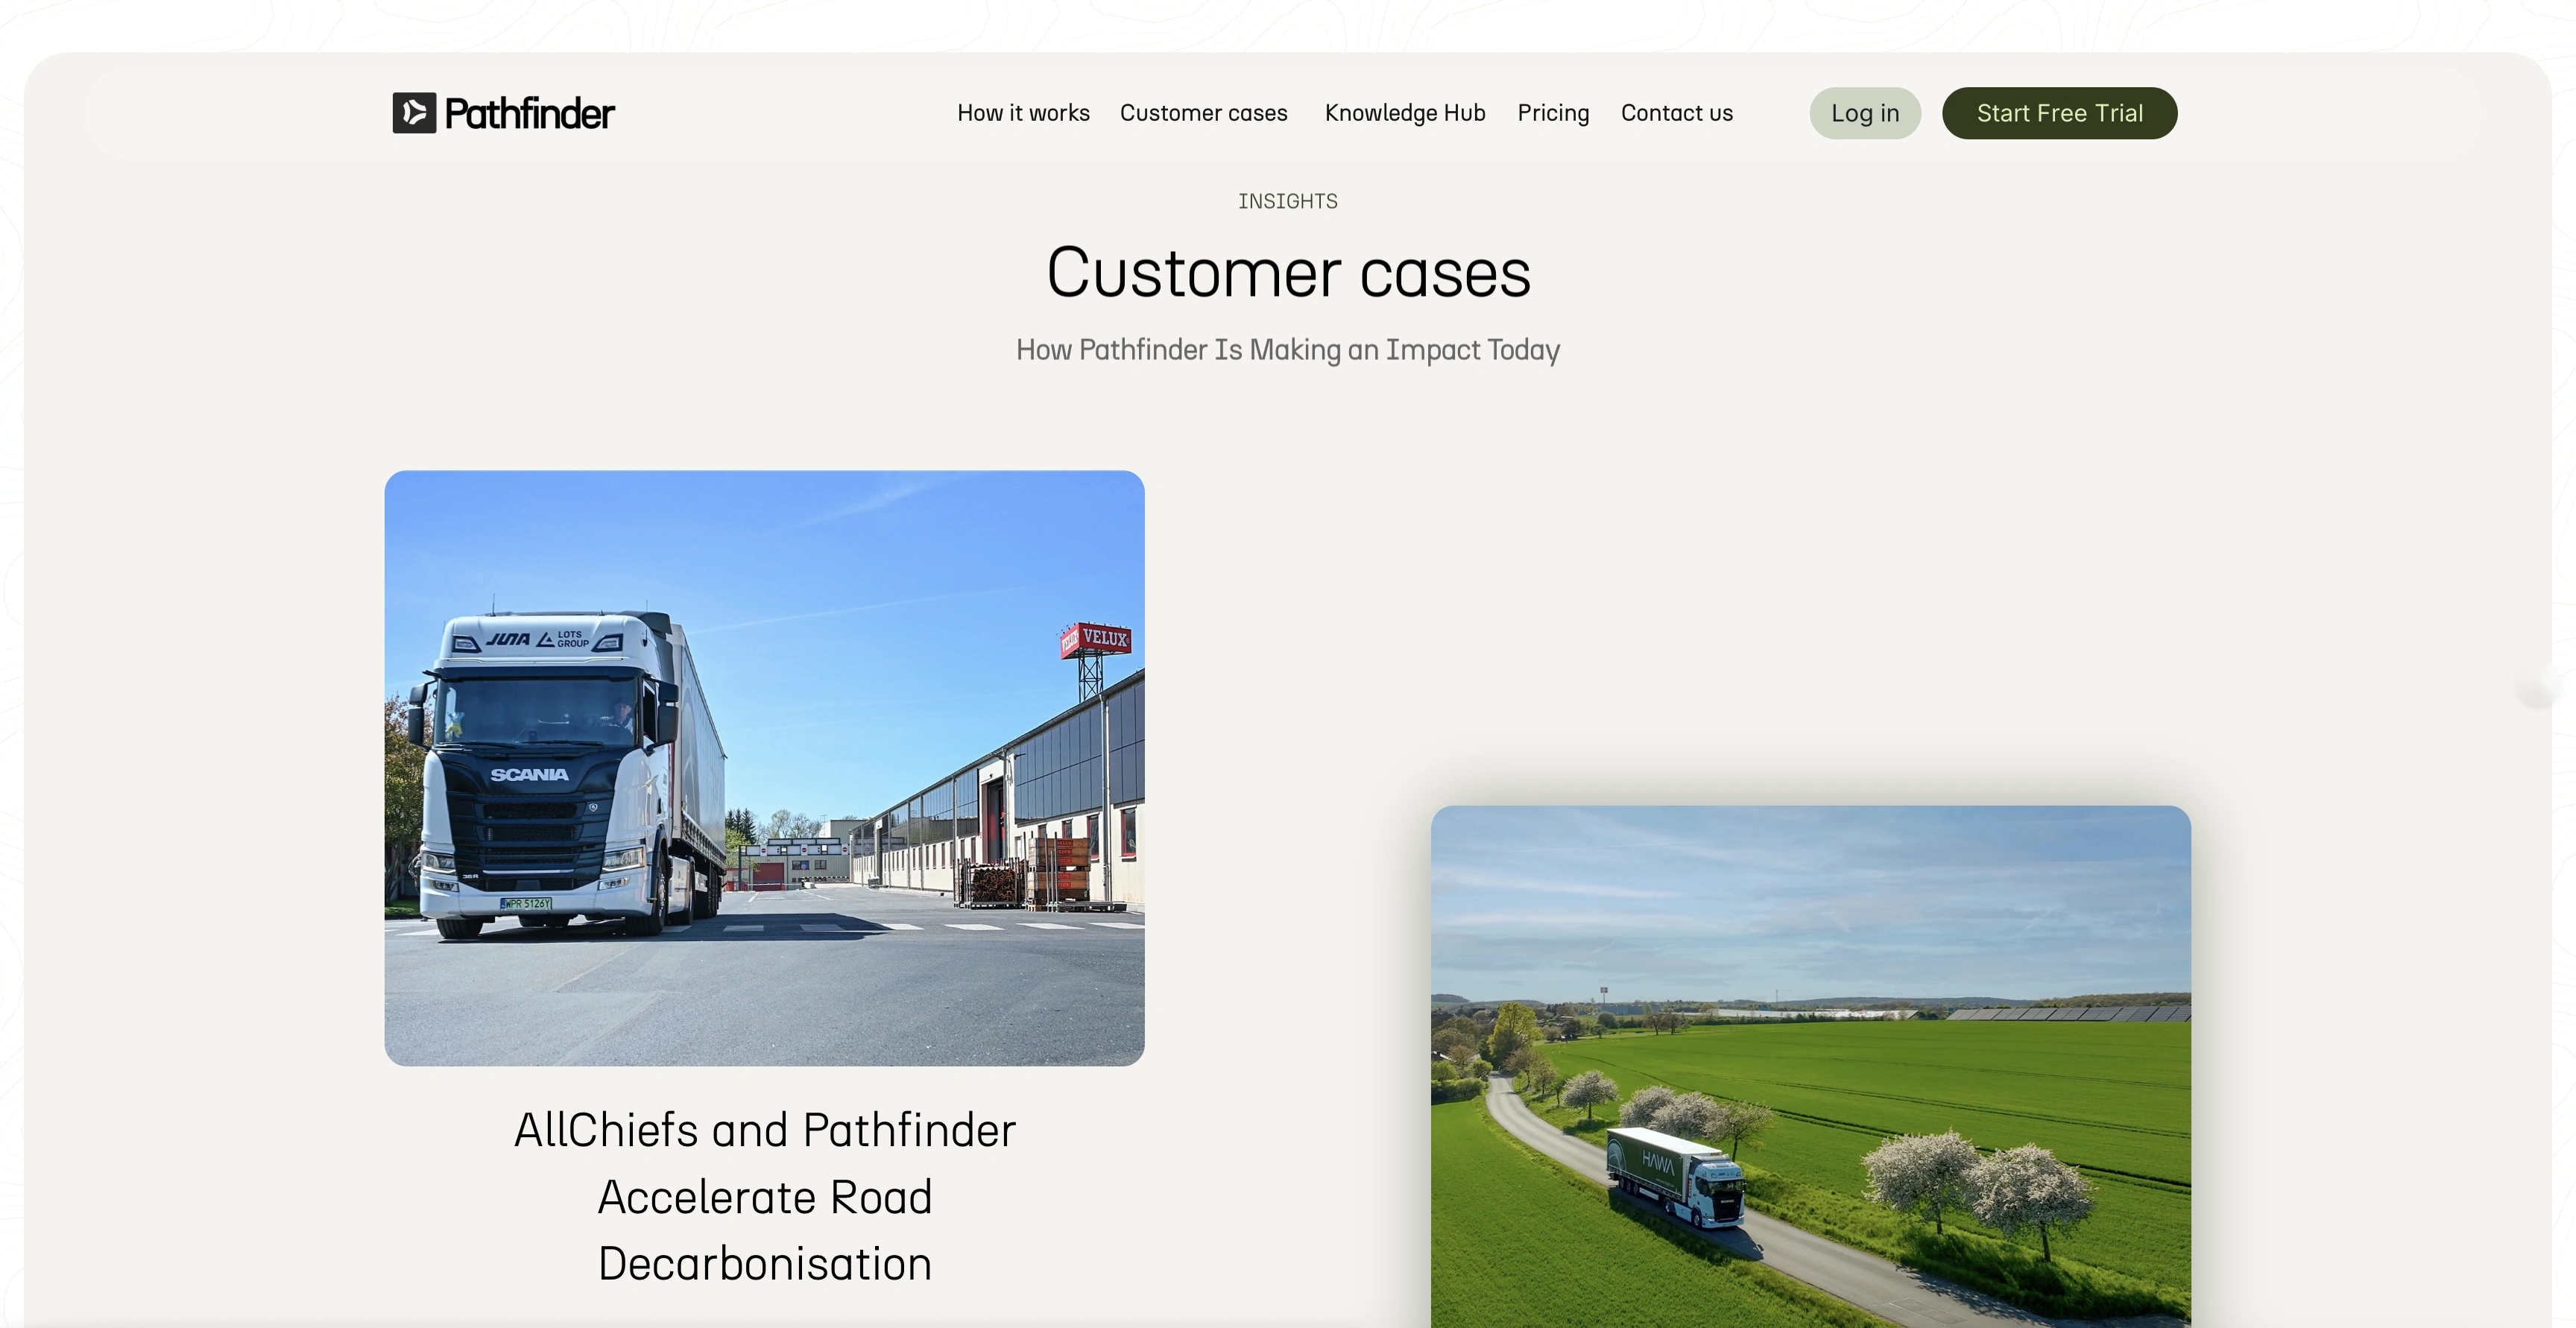 Pathfinder
How it works
Customer cases
Knowledge Hub
Pricing
Contact us
Log in
Start Free Trial
INSIGHTS
Customer cases
How Pathfinder Is Making an Impact Today
JUNA
LOTS
GROUP
VELUX
VELUX
SCANIA
WPR 5126Y
AllChiefs and Pathfinder
Accelerate Road
Decarbonisation
HAWA